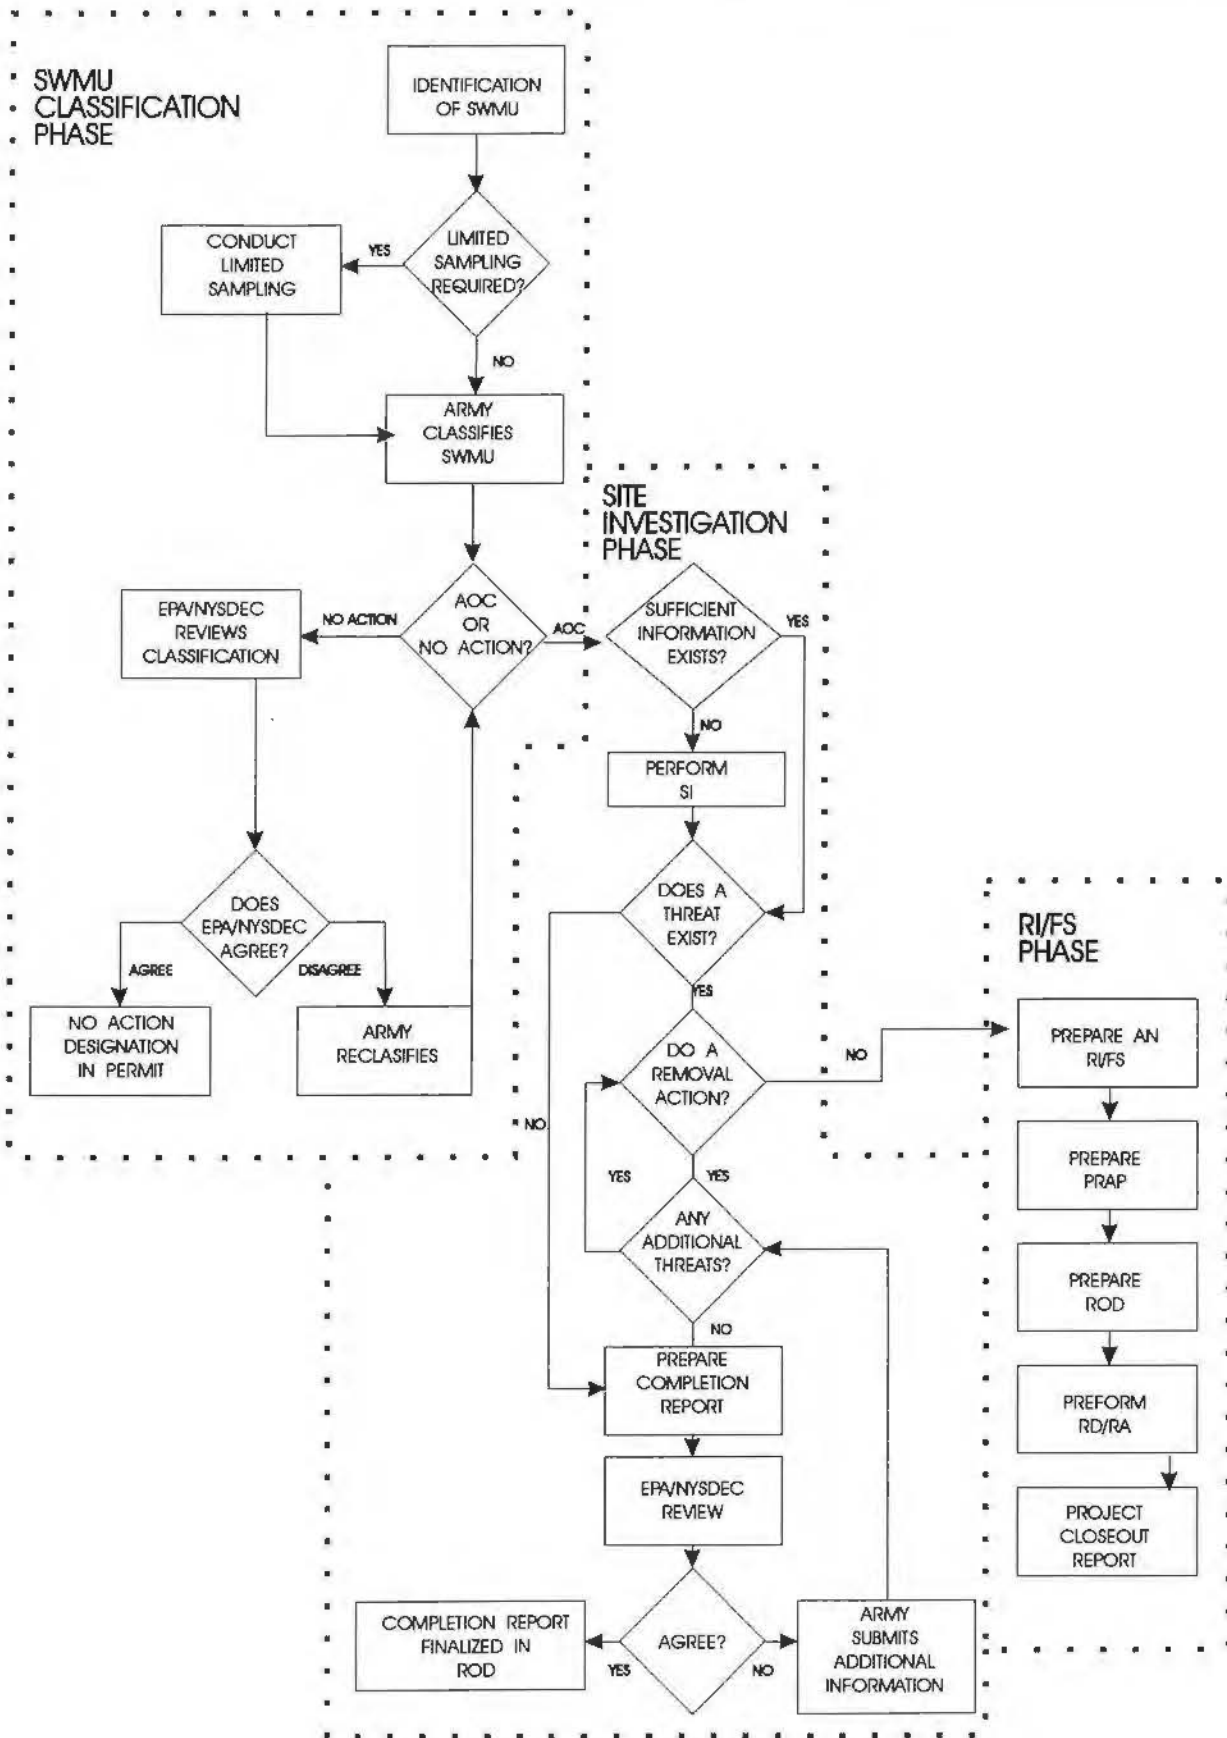 SWMU
CLASSIFICATION
PHASE
IDENTIFICATION
OF SWMU
LIMITED
SAMPLING
REQUIRED?
YES
CONDUCT
LIMITED
SAMPLING
NO
ARMY
CLASSIFIES
SWMU
AOC
OR
NO ACTION?
NO ACTION
EPA/NYSDEC
REVIEWS
CLASSIFICATION
DOES
EPA/NYSDEC
AGREE?
AGREE
DISAGREE
NO ACTION
DESIGNATION
IN PERMIT
ARMY
RECLASIFIES
AOC
SITE
INVESTIGATION
PHASE
SUFFICIENT
INFORMATION
EXISTS?
YES
NO
PERFORM
SI
DOES A
THREAT
EXIST?
YES
NO
DO A
REMOVAL
ACTION?
NO
YES
YES
ANY
ADDITIONAL
THREATS?
NO
PREPARE
COMPLETION
REPORT
EPA/NYSDEC
REVIEW
AGREE?
YES
NO
COMPLETION REPORT
FINALIZED IN
ROD
ARMY
SUBMITS
ADDITIONAL
INFORMATION
RI/FS
PHASE
PREPARE AN
RI/FS
PREPARE
PRAP
PREPARE
ROD
PREFORM
RD/RA
PROJECT
CLOSEOUT
REPORT